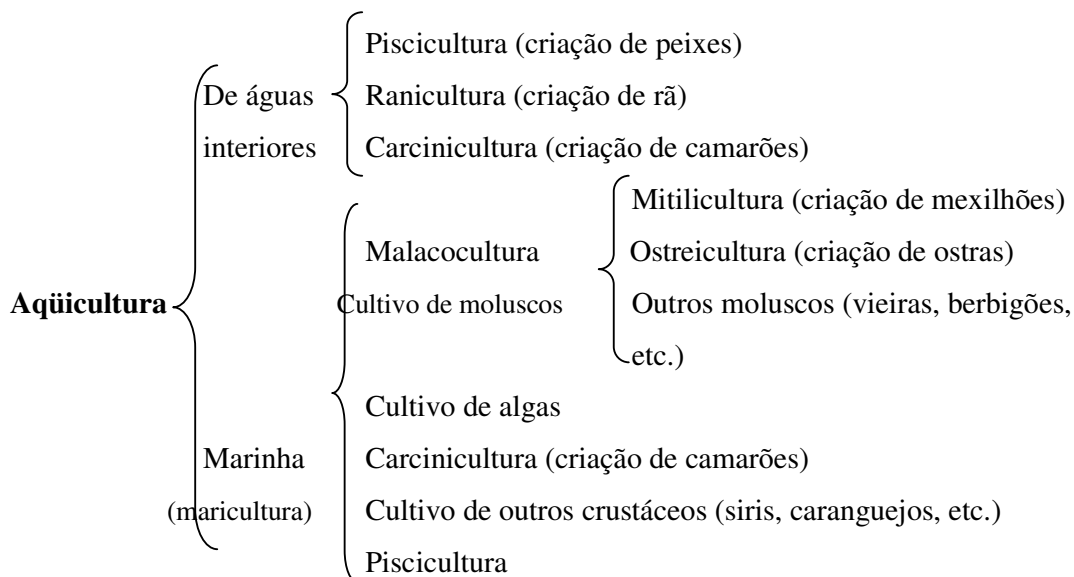 Piscicultura (criação de peixes)
De águas
Ranicultura (criação de rã)
interiores
Carcinicultura (criação de camarões)
Mitilicultura (criação de mexilhões)
Malacocultura
Ostreicultura (criação de ostras)
Aqüicultura
Cultivo de moluscos
Outros moluscos (vieiras, berbigões,
etc.)
Cultivo de algas
Marinha
Carcinicultura (criação de camarões)
(maricultura)
Cultivo de outros crustáceos (siris, caranguejos, etc.)
Piscicultura